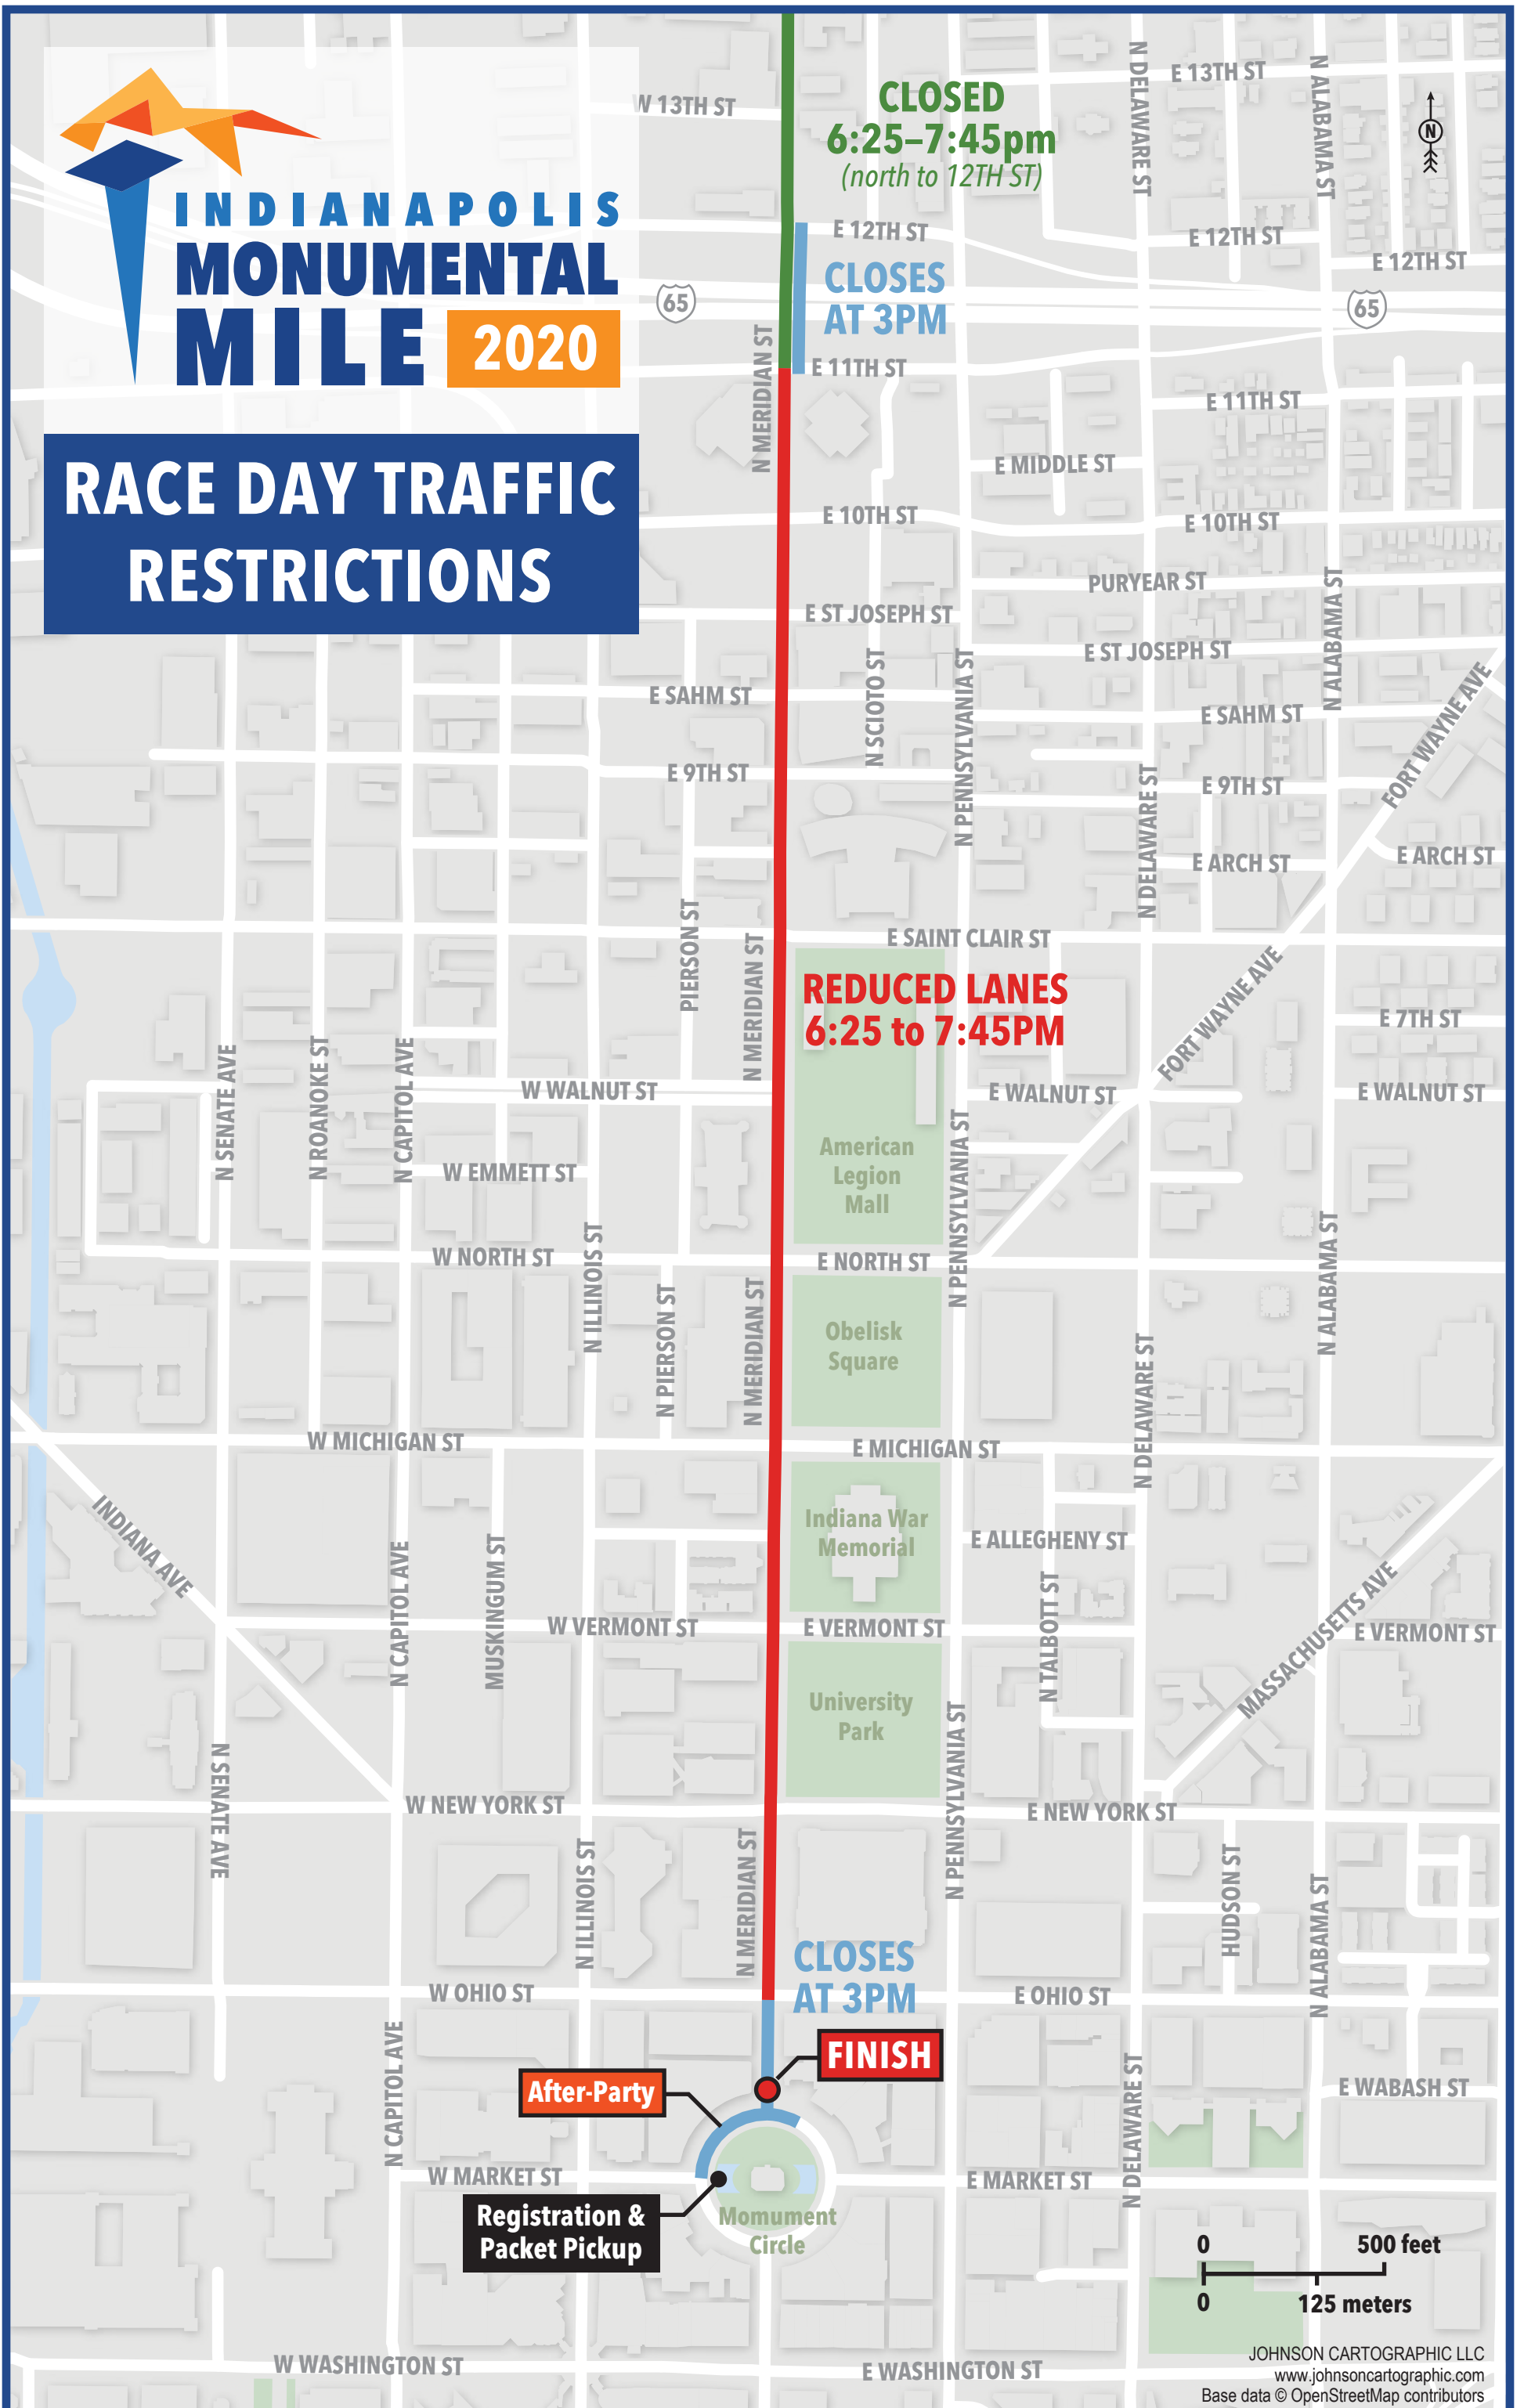 INDIANAPOLIS
MONUMENTAL
MILE 2020
RACE DAY TRAFFIC
RESTRICTIONS
W 13TH ST
CLOSED
6:25–7:45pm
(north to 12TH ST)
N DELAWARE ST
E 13TH ST
N ALABAMA ST
N
E 12TH ST
E 12TH ST
E 12TH ST
CLOSES
AT 3PM
65
65
N MERIDIAN ST
E 11TH ST
E 11TH ST
E MIDDLE ST
E 10TH ST
E 10TH ST
PURYEAR ST
E ST JOSEPH ST
E ST JOSEPH ST
N ALABAMA ST
E SAHM ST
N SCIOTO ST
N PENNSYLVANIA ST
E SAHM ST
FORT WAYNE AVE
E 9TH ST
E 9TH ST
N DELAWARE ST
E ARCH ST
E ARCH ST
PIERSON ST
N MERIDIAN ST
E SAINT CLAIR ST
REDUCED LANES
6:25 to 7:45PM
FORT WAYNE AVE
E 7TH ST
N SENATE AVE
N ROANOKE ST
N CAPITOL AVE
W WALNUT ST
E WALNUT ST
E WALNUT ST
American
Legion
Mall
W EMMETT ST
N PENNSYLVANIA ST
W NORTH ST
N ILLINOIS ST
E NORTH ST
N ALABAMA ST
N PIERSON ST
N MERIDIAN ST
Obelisk
Square
N DELAWARE ST
W MICHIGAN ST
E MICHIGAN ST
INDIANA AVE
Indiana War
Memorial
E ALLEGHENY ST
N CAPITOL AVE
MUSKINGUM ST
N TALBOTT ST
MASSACHUSETTS AVE
W VERMONT ST
E VERMONT ST
E VERMONT ST
University
Park
N SENATE AVE
N PENNSYLVANIA ST
W NEW YORK ST
E NEW YORK ST
N ILLINOIS ST
N MERIDIAN ST
HUDSON ST
N ALABAMA ST
CLOSES
AT 3PM
W OHIO ST
E OHIO ST
N CAPITOL AVE
FINISH
After-Party
N DELAWARE ST
E WABASH ST
W MARKET ST
E MARKET ST
Registration &
Packet Pickup
Momument
Circle
0 500 feet
0 125 meters
W WASHINGTON ST
E WASHINGTON ST
JOHNSON CARTOGRAPHIC LLC
www.johnsoncartographic.com
Base data © OpenStreetMap contributors